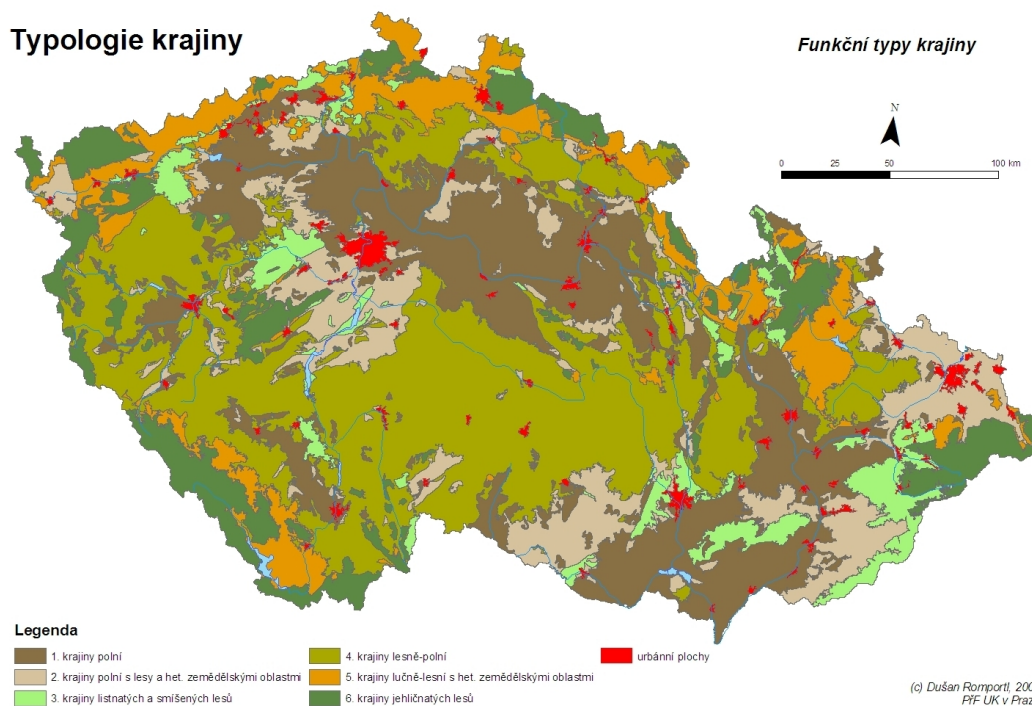 Typologie krajiny
Funkční typy krajiny
N
0 25 50 100 km
Legenda
1. krajiny polní
2. krajiny polní s lesy a het. zemědělskými oblastmi
3. krajiny listnatých a smíšených lesů
4. krajiny lesně-polní
5. krajiny lučně-lesní s het. zemědělskými oblastmi
6. krajiny jehličnatých lesů
urbánní plochy
(c) Dušan Romportl, 200
PřF UK v Praz